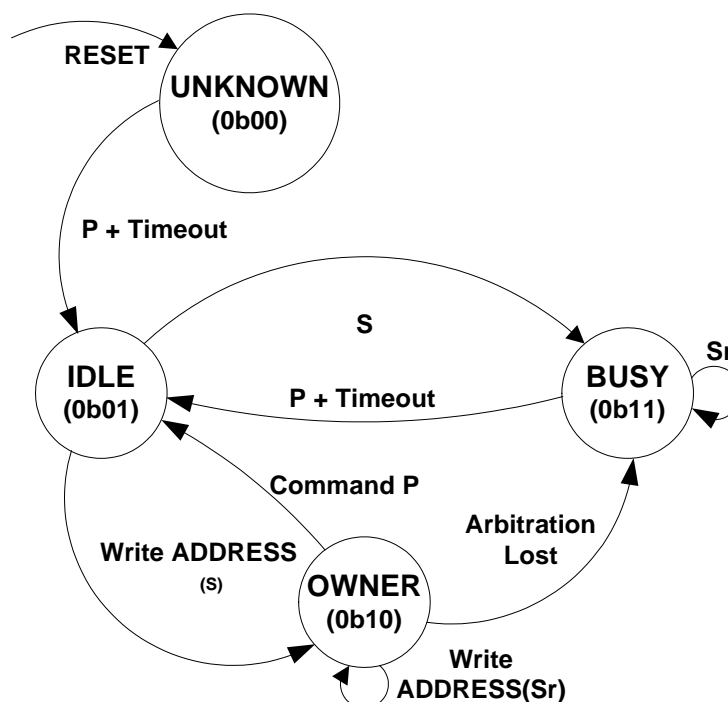 RESET
UNKNOWN
(0b00)
P + Timeout
S
IDLE
(0b01)
BUSY
(0b11)
Sr
P + Timeout
Command P
Arbitration
Lost
Write ADDRESS
(S)
OWNER
(0b10)
Write
ADDRESS(Sr)